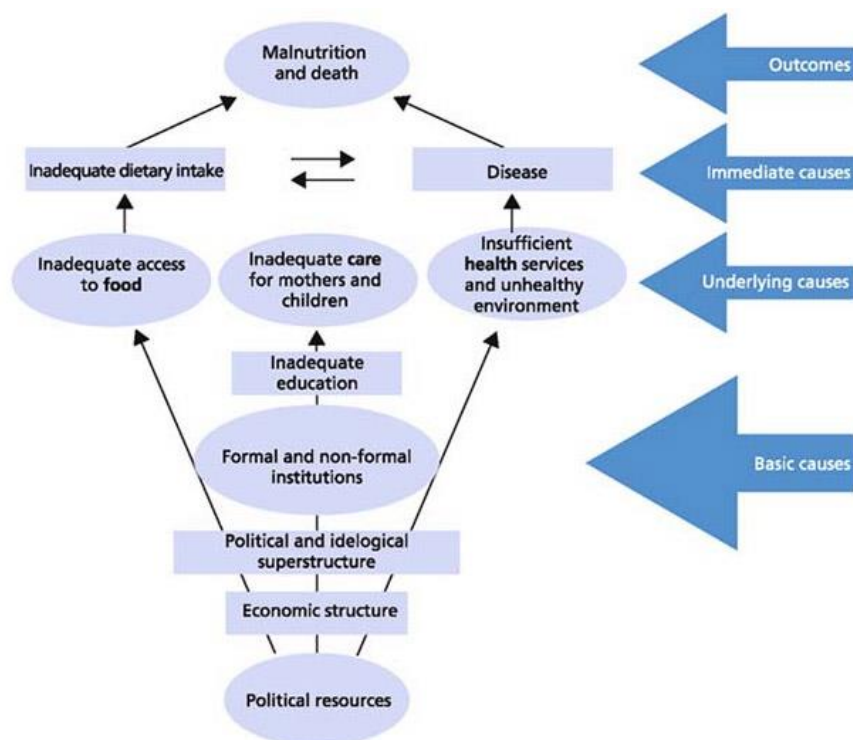 Malnutrition
and death
Outcomes
Inadequate dietary intake
Disease
Immediate causes
Inadequate access
to food
Inadequate care
for mothers and
children
Insufficient
health services
and unhealthy
environment
Underlying causes
Inadequate
education
Formal and non-formal
institutions
Basic causes
Political and idelogical
superstructure
Economic structure
Political resources